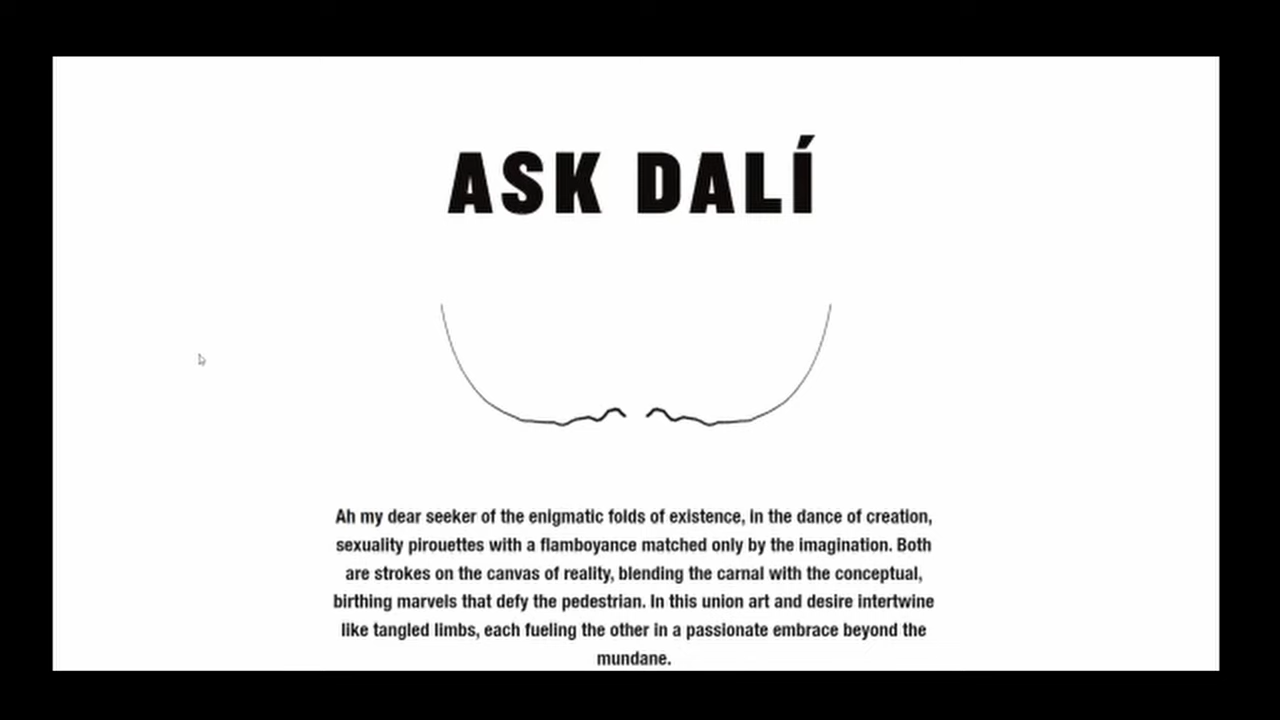 ASK DALÍ
Ah my dear seeker of the enigmatic folds of existence, in the dance of creation,
sexuality pirouettes with a flamboyance matched only by the imagination. Both
are strokes on the canvas of reality, blending the carnal with the conceptual,
birthing marvels that defy the pedestrian. In this union art and desire intertwine
like tangled limbs, each fueling the other in a passionate embrace beyond the
mundane.